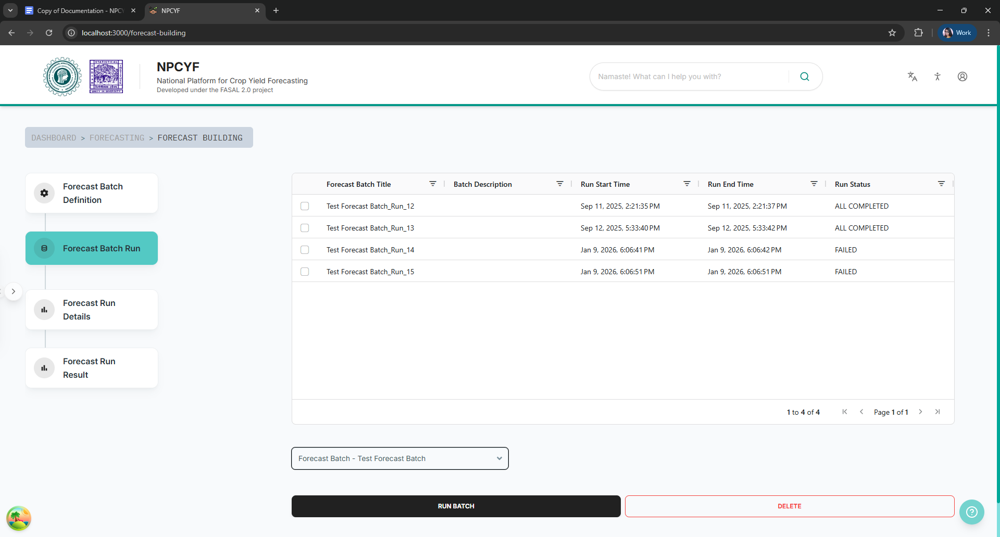 Copy of Documentation - NPCY
NPCYF
localhost:3000/forecast-building
Work
STATISTICAL
INDIAN
INSTITUTE
UNITY IN DIVERSITY
NPCYF
National Platform for Crop Yield Forecasting
Developed under the FASAL 2.0 project
Namaste! What can I help you with?
DASHBOARD > FORECASTING > FORECAST BUILDING
Forecast Batch
Definition
Forecast Batch Run
Forecast Run
Details
Forecast Run
Result
Forecast Batch Title Batch Description Run Start Time Run End Time Run Status
Test Forecast Batch_Run_12 Sep 11, 2025, 2:21:35 PM Sep 11, 2025, 2:21:37 PM ALL COMPLETED
Test Forecast Batch_Run_13 Sep 12, 2025, 5:33:40 PM Sep 12, 2025, 5:33:42 PM ALL COMPLETED
Test Forecast Batch_Run_14 Jan 9, 2026, 6:06:41 PM Jan 9, 2026, 6:06:42 PM FAILED
Test Forecast Batch_Run_15 Jan 9, 2026, 6:06:51 PM Jan 9, 2026, 6:06:51 PM FAILED
1 to 4 of 4 Page 1 of 1
Forecast Batch - Test Forecast Batch
RUN BATCH DELETE